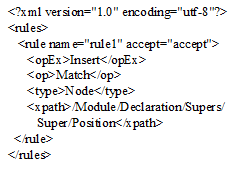 <?xml version="1.0" encoding="utf-8"?>
<rules>
<rule name="rule1" accept="accept">
<opEx>Insert</opEx>
<op>Match</op>
<type>Node</type>
<xpath>/Module/Declaration/Supers/
Super/Position</xpath>
</rule>
</rules>